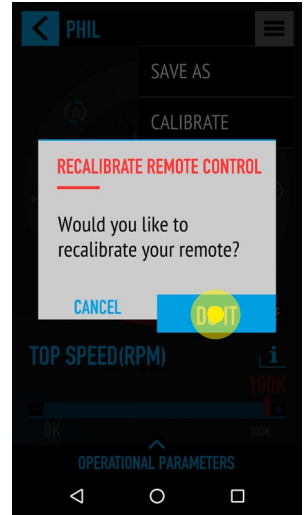 PHIL
SAVE AS
CALIBRATE
RECALIBRATE REMOTE CONTROL
Would you like to
recalibrate your remote?
CANCEL
DO IT
TOP SPEED(RPM)
i
100K
0K
100K
OPERATIONAL PARAMETERS